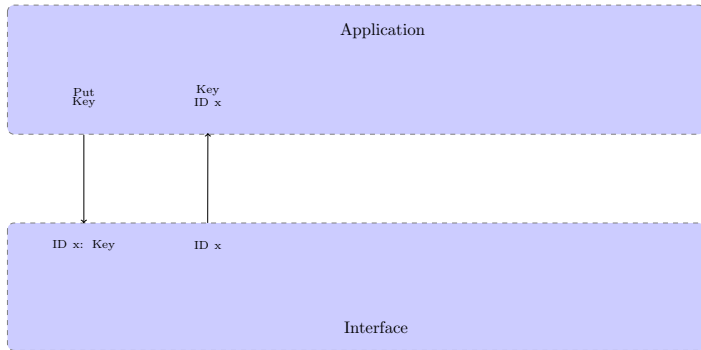 Application
Put
Key
Key
ID x
ID x: Key
ID x
Interface